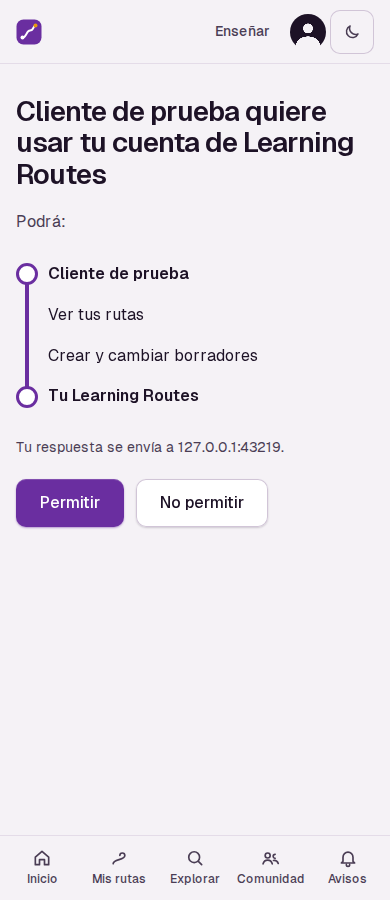 Enseñar
Cliente de prueba quiere
usar tu cuenta de Learning
Routes
Podrá:
Cliente de prueba
Ver tus rutas
Crear y cambiar borradores
Tu Learning Routes
Tu respuesta se envía a 127.0.0.1:43219.
Permitir
No permitir
Inicio
Mis rutas
Explorar
Comunidad
Avisos